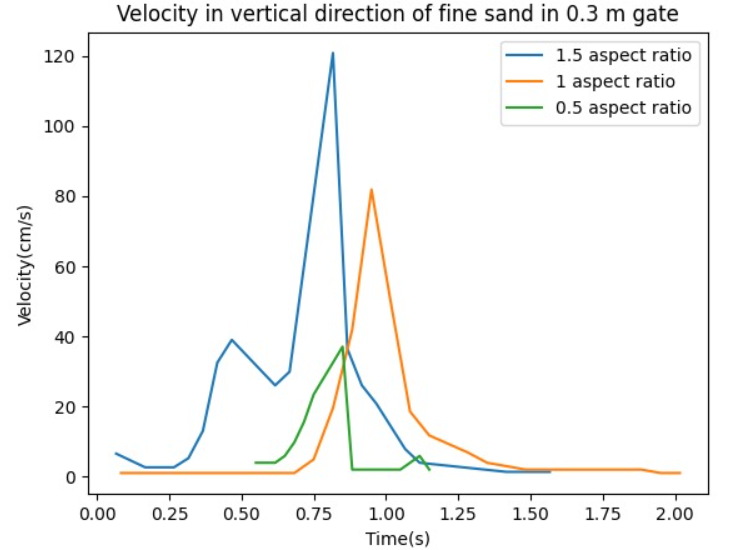 Velocity in vertical direction of fine sand in 0.3 m gate
1.5 aspect ratio
1 aspect ratio
0.5 aspect ratio
Velocity(cm/s)
120
100
80
60
40
20
0
0.00 0.25 0.50 0.75 1.00 1.25 1.50 1.75 2.00
Time(s)